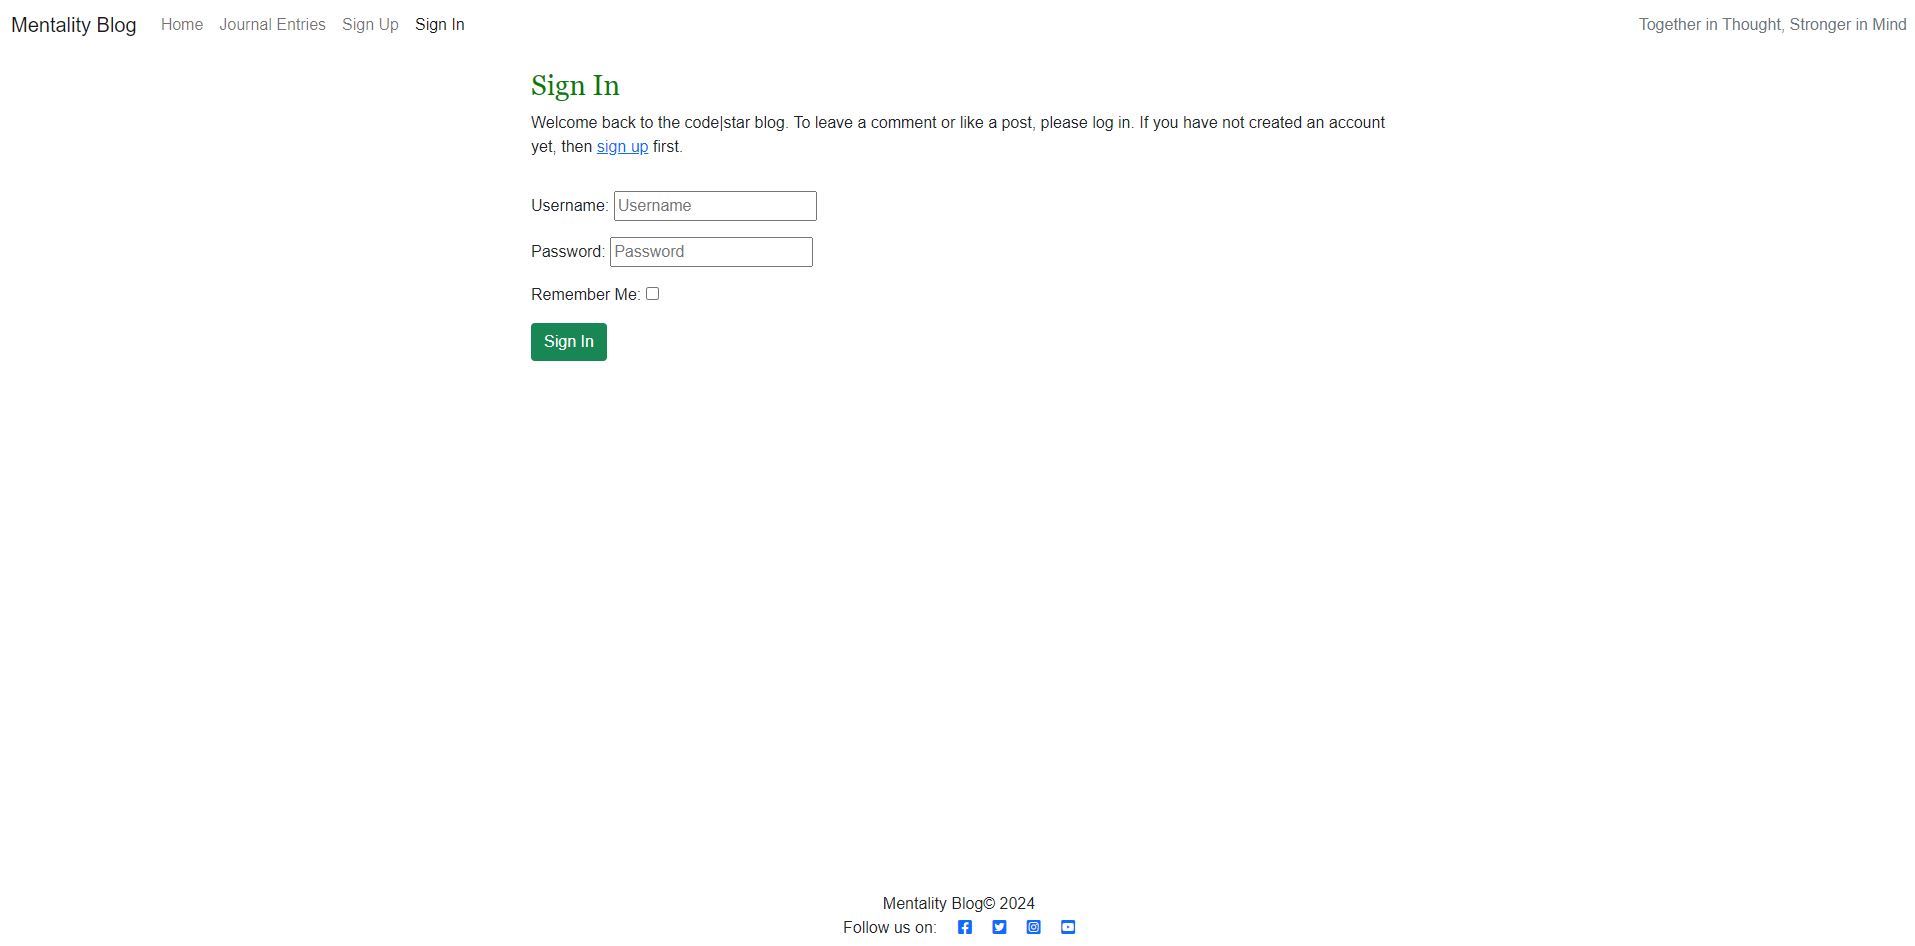 Mentality Blog Home Journal Entries Sign Up Sign In Together in Thought, Stronger in Mind
Sign In
Welcome back to the code|star blog. To leave a comment or like a post, please log in. If you have not created an account
yet, then sign up first.
Username: Username
Password: Password
Remember Me:
Sign In
Mentality Blog© 2024
Follow us on: